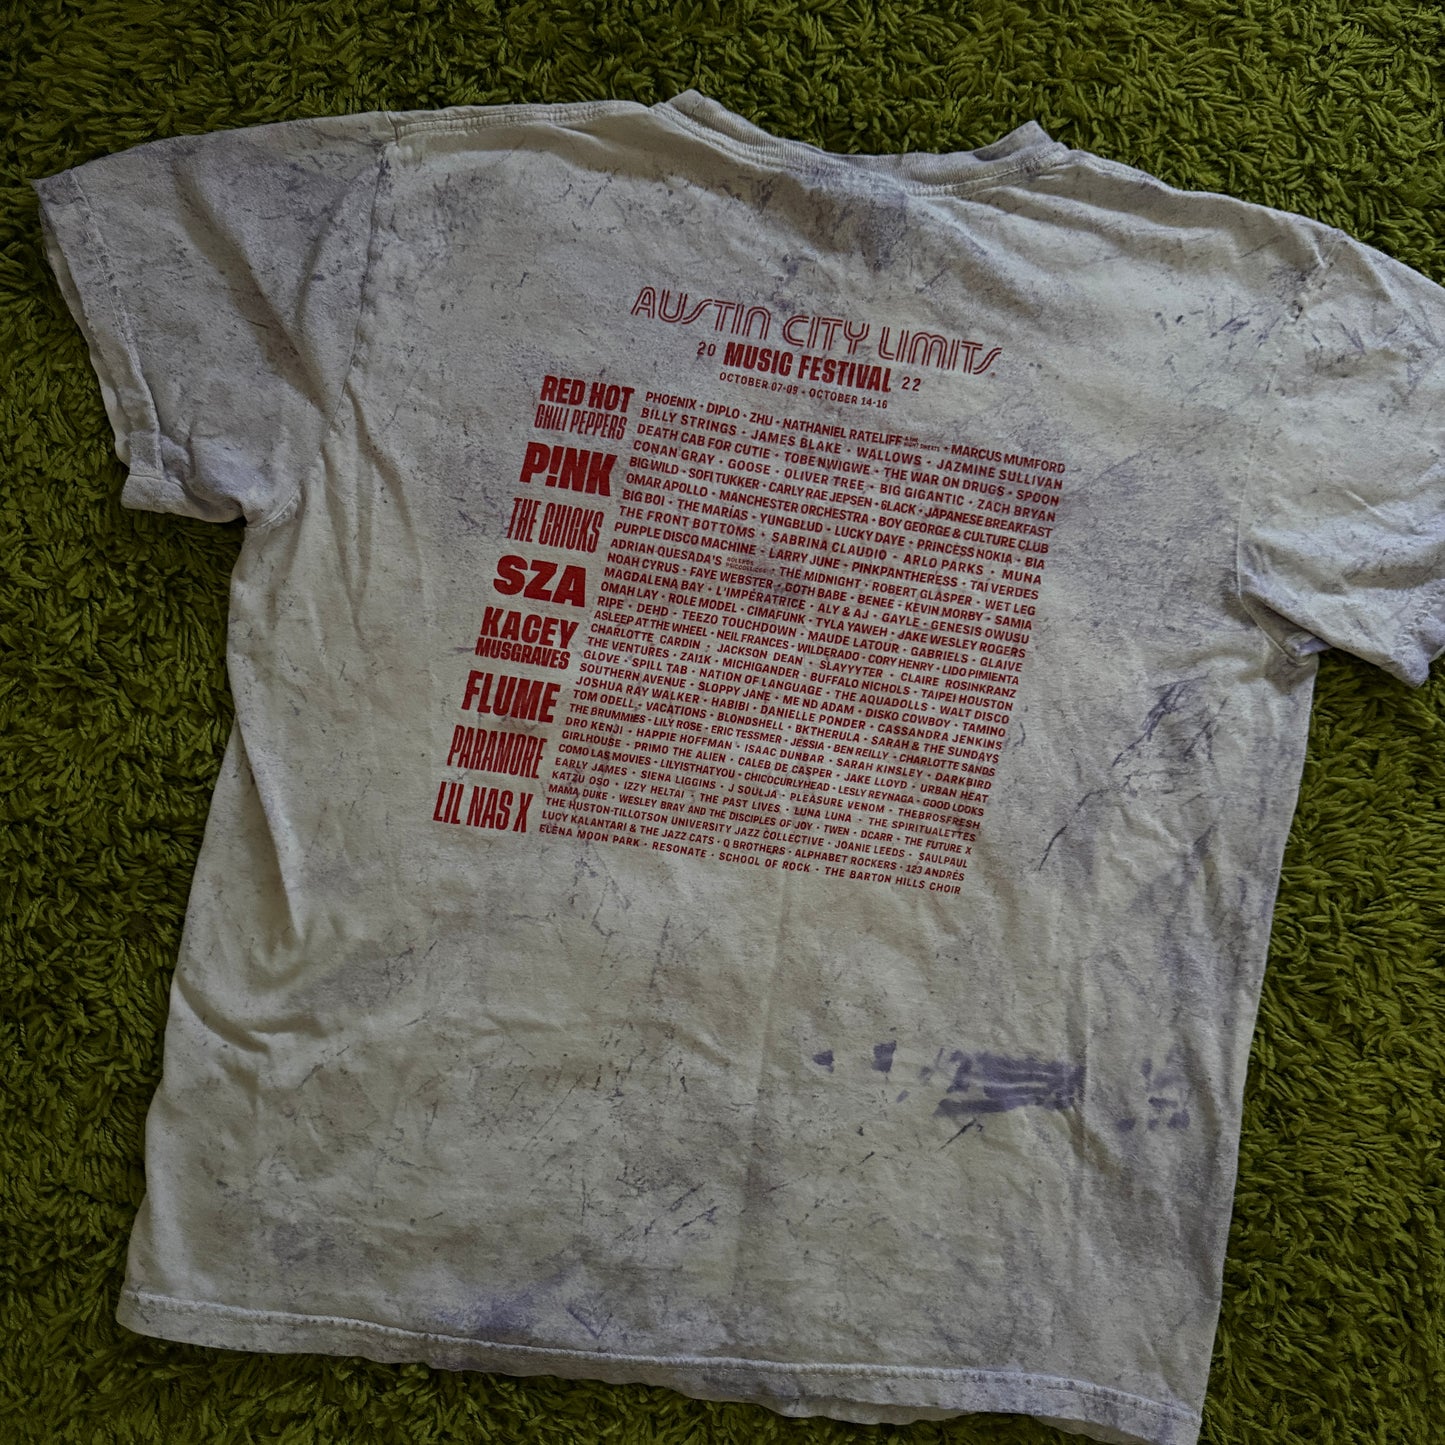 AUSTIN CITY LIMITS
20 MUSIC FESTIVAL 22
OCTOBER 07-09 • OCTOBER 14-16
RED HOT
CHILI PEPPERS
P!NK
THE CHICKS
SZA
KACEY
MUSGRAVES
FLUME
PARAMORE
LIL NAS X
PHOENIX • DIPLO • ZHU • NATHANIEL RATELIFF & THE NIGHT SWEATS • MARCUS MUMFORD
BILLY STRINGS • JAMES BLAKE • WALLOWS • JAZMINE SULLIVAN
DEATH CAB FOR CUTIE • TOBE NWIGWE • THE WAR ON DRUGS • SPOON
CONAN GRAY • GOOSE • OLIVER TREE • BIG GIGANTIC • ZACH BRYAN
BIG WILD • SOFI TUKKER • CARLY RAE JEPSEN • 6LACK • JAPANESE BREAKFAST
OMAR APOLLO • MANCHESTER ORCHESTRA • BOY GEORGE & CULTURE CLUB
BIG BOI • THE MARÍAS • YUNGBLUD • LUCKY DAYE • PRINCESS NOKIA • BIA
THE FRONT BOTTOMS • SABRINA CLAUDIO • ARLO PARKS • MUNA
PURPLE DISCO MACHINE • LARRY JUNE • PINKPANTHERESS • TAI VERDES
ADRIAN QUESADA'S BOLEROS PSICODÉLICOS • THE MIDNIGHT • ROBERT GLASPER • WET LEG
NOAH CYRUS • FAYE WEBSTER • GOTH BABE • BENEE • KEVIN MORBY • SAMIA
MAGDALENA BAY • L'IMPÉRATRICE • ALY & AJ • GAYLE • GENESIS OWUSU
OMAH LAY • ROLE MODEL • CIMAFUNK • TYLA YAWEH • JAKE WESLEY ROGERS
RIPE • DEHD • TEEZO TOUCHDOWN • MAUDE LATOUR • GABRIELS • GLAIVE
ASLEEP AT THE WHEEL • NEIL FRANCES • WILDERADO • CORY HENRY • LIDO PIMIENTA
CHARLOTTE CARDIN • JACKSON DEAN • SLAYYYTER • CLAIRE ROSINKRANZ
THE VENTURES • ZAI1K • MICHIGANDER • BUFFALO NICHOLS • TAIPEI HOUSTON
GLOVE • SPILL TAB • NATION OF LANGUAGE • THE AQUADOLLS • WALT DISCO
SOUTHERN AVENUE • SLOPPY JANE • ME ND ADAM • DISKO COWBOY • TAMINO
JOSHUA RAY WALKER • HABIBI • DANIELLE PONDER • CASSANDRA JENKINS
TOM ODELL • VACATIONS • BLONDSHELL • BKTHERULA • SARAH & THE SUNDAYS
THE BRUMMIES • LILY ROSE • ERIC TESSMER • JESSIA • BEN REILLY • CHARLOTTE SANDS
DRO KENJI • HAPPIE HOFFMAN • ISAAC DUNBAR • SARAH KINSLEY • DARKBIRD
GIRLHOUSE • PRIMO THE ALIEN • CALEB DE CASPER • JAKE LLOYD • URBAN HEAT
COMO LAS MOVIES • LILYISTHATYOU • CHICOCURLYHEAD • LESLY REYNAGA • GOOD LOOKS
EARLY JAMES • SIENA LIGGINS • J SOULJA • PLEASURE VENOM • THEBROSFRESH
KATZÙ OSO • IZZY HELTAI • THE PAST LIVES • LUNA LUNA • THE SPIRITUALETTES
MAMA DUKE • WESLEY BRAY AND THE DISCIPLES OF JOY • TWEN • DCARR • THE FUTURE X
THE HUSTON-TILLOTSON UNIVERSITY JAZZ COLLECTIVE • JOANIE LEEDS • SAULPAUL
LUCY KALANTARI & THE JAZZ CATS • Q BROTHERS • ALPHABET ROCKERS • 123 ANDRÉS
ELENA MOON PARK • RESONATE • SCHOOL OF ROCK • THE BARTON HILLS CHOIR